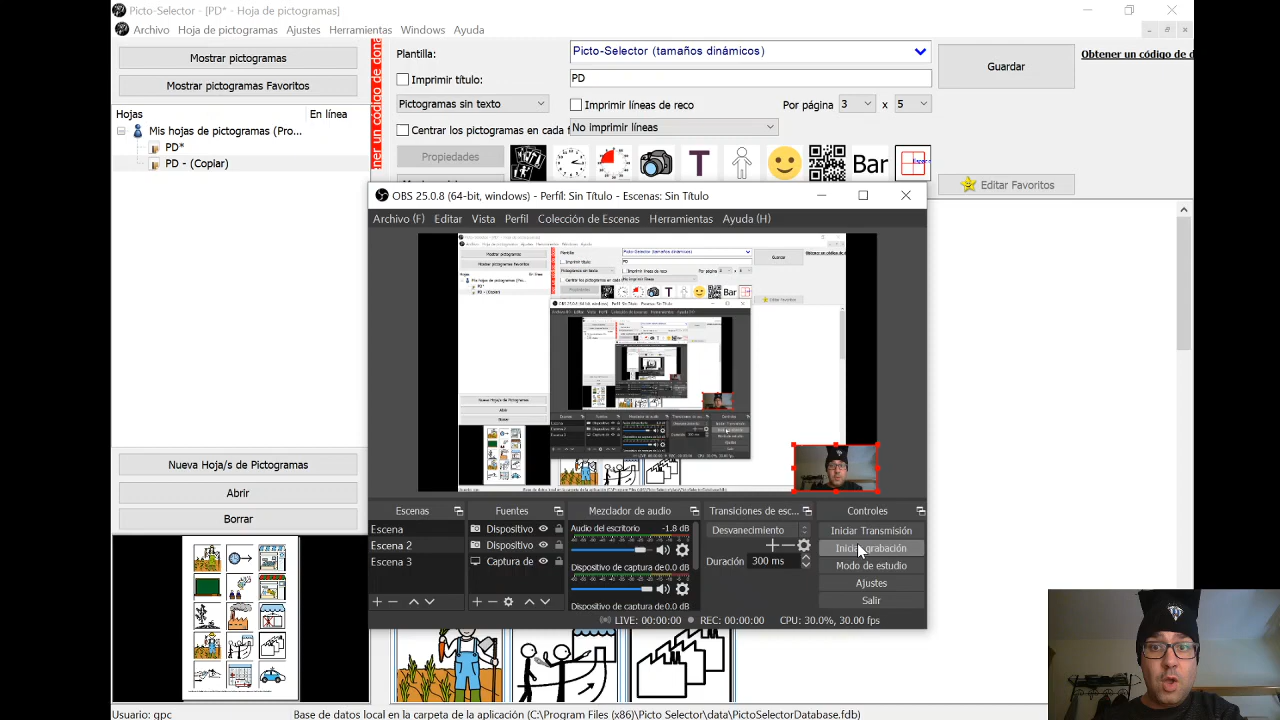 Picto-Selector - [PD* - Hoja de pictogramas]
Archivo Hoja de pictogramas Ajustes Herramientas Windows Ayuda
Mostrar pictogramas
Mostrar pictogramas Favoritos
Hojas En línea
Mis hojas de pictogramas (Pro...
PD*
PD - (Copiar)
ner un código de dona
Plantilla: Picto-Selector (tamaños dinámicos)
Imprimir título: PD
Pictogramas sin texto Imprimir líneas de reco Por página 3 x 5
Centrar los pictogramas en cada f No imprimir líneas
Propiedades T Bar
Guardar
Obtener un código de d
Editar Favoritos
OBS 25.0.8 (64-bit, windows) - Perfil: Sin Título - Escenas: Sin Título
Archivo (F) Editar Vista Perfil Colección de Escenas Herramientas Ayuda (H)
Nueva Hoja/s de Pictogramas
Abrir
Borrar
Escenas Fuentes Mezclador de audio Transiciones de esc... Controles
Escena
Escena 2
Escena 3
Dispositivo
Dispositivo
Captura de
Audio del escritorio -1.8 dB
Dispositivo de captura de 0.0 dB
Dispositivo de captura de 0.0 dB
Desvanecimiento
Duración 300 ms
Iniciar Transmisión
Iniciar grabación
Modo de estudio
Ajustes
Salir
LIVE: 00:00:00 REC: 00:00:00 CPU: 30.0%, 30.00 fps
Usuario: gpc Base de datos local en la carpeta de la aplicación (C:\Program Files (x86)\Picto Selector\data\PictoSelectorDatabase.fdb)